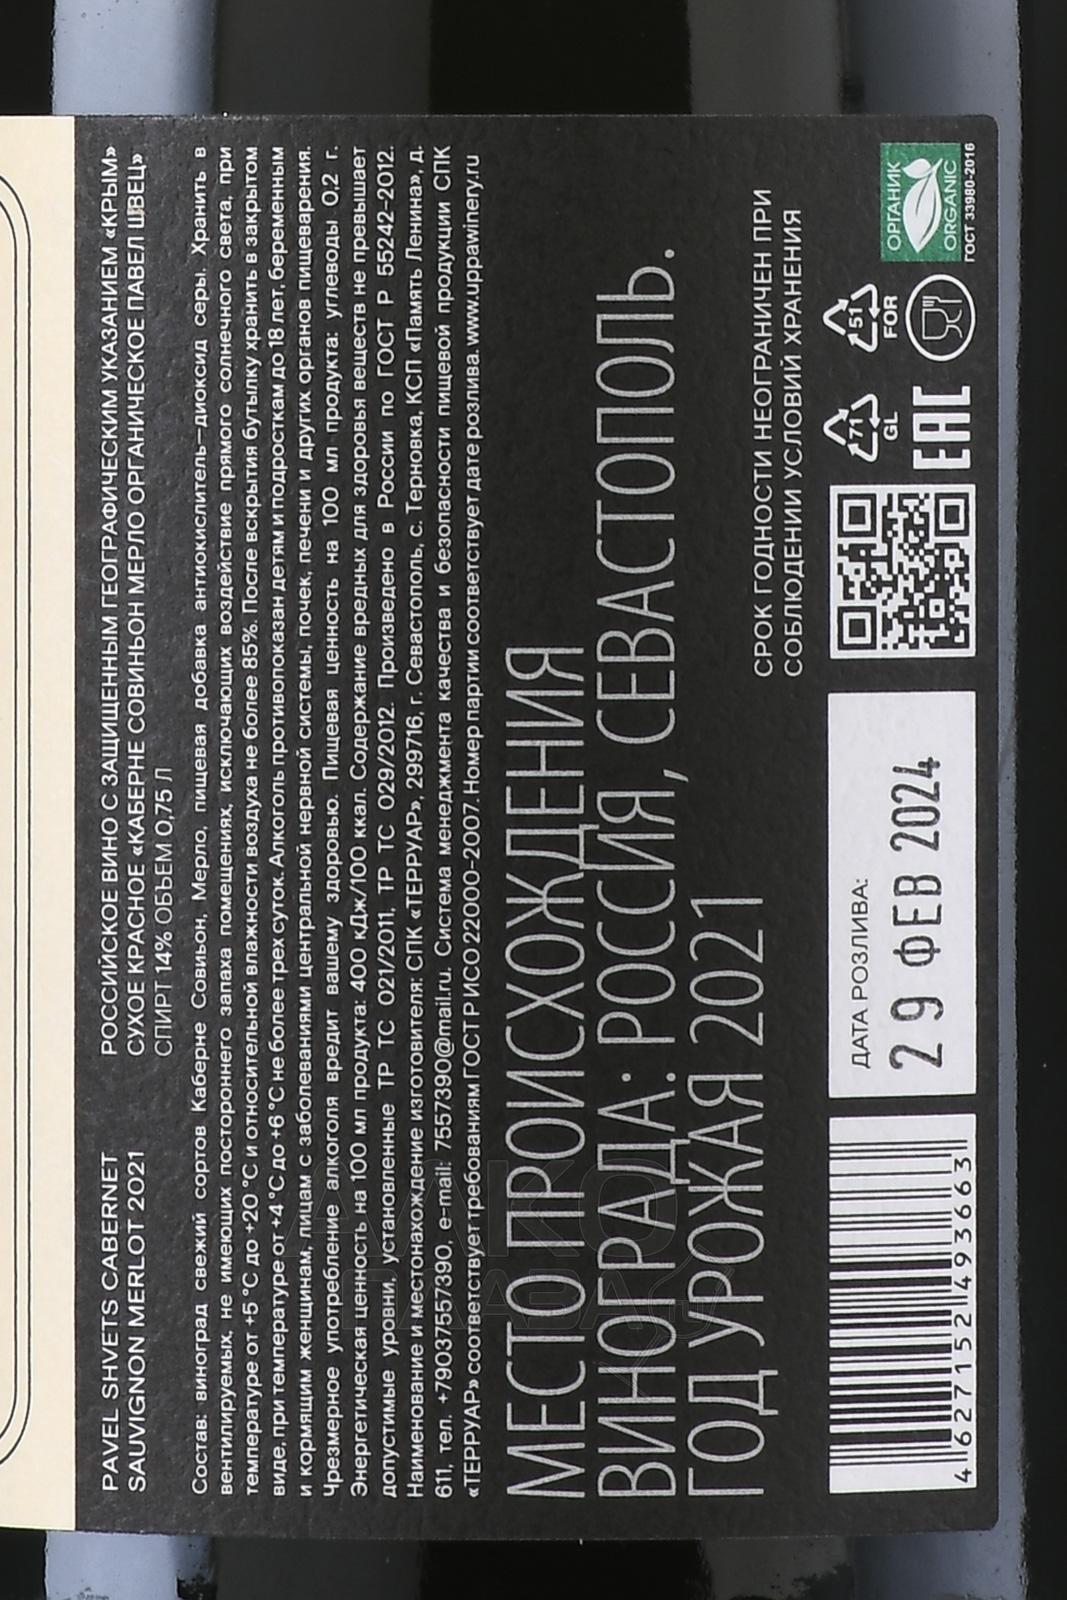 PAVEL SHVETS CABERNET
SAUVIGNON MERLOT 2021
РОССИЙСКОЕ ВИНО С ЗАЩИЩЕННЫМ ГЕОГРАФИЧЕСКИМ УКАЗАНИЕМ «КРЫМ»
СУХОЕ КРАСНОЕ «КАБЕРНЕ СОВИНЬОН МЕРЛО ОРГАНИЧЕСКОЕ ПАВЕЛ ШВЕЦ»
СПИРТ 14% ОБЪЕМ 0,75 Л
Состав: виноград свежий сортов Каберне Совиньон, Мерло, пищевая добавка антиокислитель–диоксид серы. Хранить в
вентилируемых, не имеющих постороннего запаха помещениях, исключающих воздействие прямого солнечного света, при
температуре от +5 °C до +20 °C и относительной влажности воздуха не более 85%. После вскрытия бутылку хранить в закрытом
виде, при температуре от +4 °C до +6 °C не более трех суток. Алкоголь противопоказан детям и подросткам до 18 лет, беременным
и кормящим женщинам, лицам с заболеваниями центральной нервной системы, почек, печени и других органов пищеварения.
Чрезмерное употребление алкоголя вредит вашему здоровью. Пищевая ценность на 100 мл продукта: углеводы 0,2 г.
Энергетическая ценность на 100 мл продукта: 400 кДж/100 ккал. Содержание вредных для здоровья веществ не превышает
допустимые уровни, установленные ТР ТС 021/2011, ТР ТС 029/2012. Произведено в России по ГОСТ Р 55242-2012.
Наименование и местонахождение изготовителя: СПК «ТЕРРУАР», 299716, г. Севастополь, с. Терновка, КСП «Память Ленина», д.
611, тел. +79037557390, e-mail: 7557390@mail.ru. Система менеджмента качества и безопасности пищевой продукции СПК
«ТЕРРУАР» соответствует требованиям ГОСТ Р ИСО 22000-2007. Номер партии соответствует дате розлива. www.uppawinery.ru
МЕСТО ПРОИСХОЖДЕНИЯ
ВИНОГРАДА: РОССИЯ, СЕВАСТОПОЛЬ.
ГОД УРОЖАЯ 2021
СРОК ГОДНОСТИ НЕОГРАНИЧЕН ПРИ
СОБЛЮДЕНИИ УСЛОВИЙ ХРАНЕНИЯ
4 627152 493663
ДАТА РОЗЛИВА:
29 ФЕВ 2024
71
GL
51
FOR
EAC
ОРГАНИК
ORGANIC
ГОСТ 33980-2016
АЛКО
ПЛАЗА
.RU